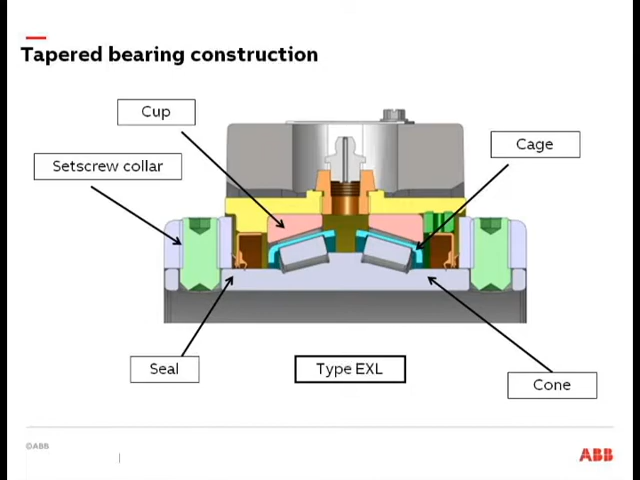 Tapered bearing construction
Cup
Cage
Setscrew collar
Seal
Type EXL
Cone
©ABB
ABB